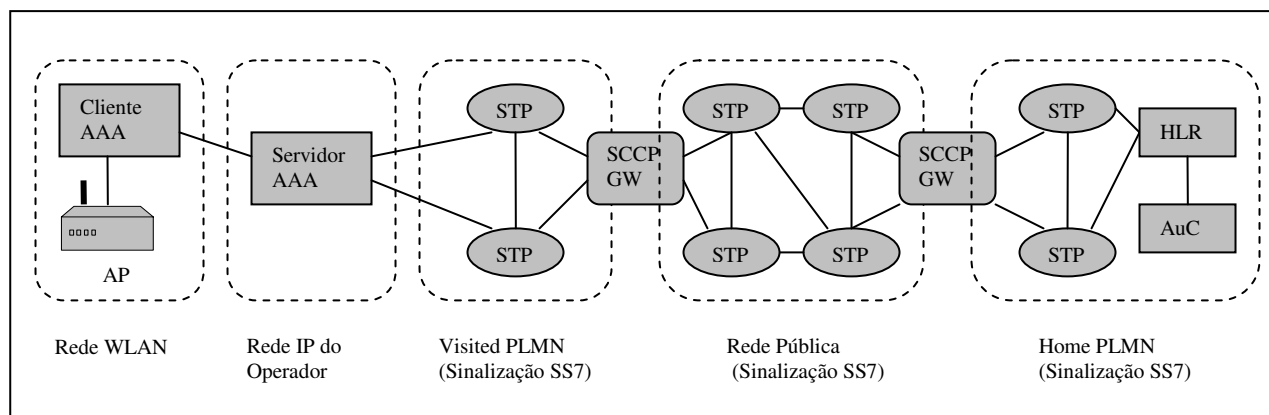 Cliente
AAA
AP
Servidor
AAA
STP
STP
SCCP
GW
STP
STP
STP
STP
SCCP
GW
STP
STP
HLR
AuC
Rede WLAN
Rede IP do
Operador
Visited PLMN
(Sinalização SS7)
Rede Pública
(Sinalização SS7)
Home PLMN
(Sinalização SS7)